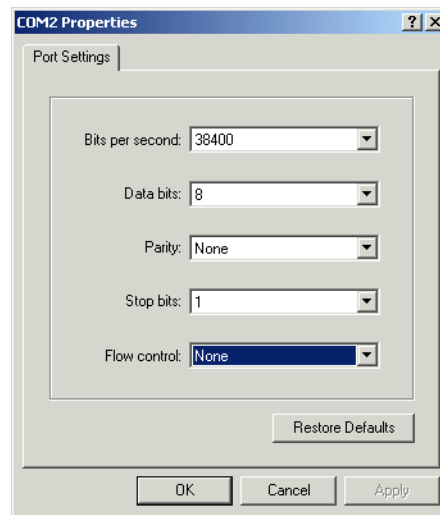 COM2 Properties
Port Settings
Bits per second: 38400
Data bits: 8
Parity: None
Stop bits: 1
Flow control: None
Restore Defaults
OK Cancel Apply